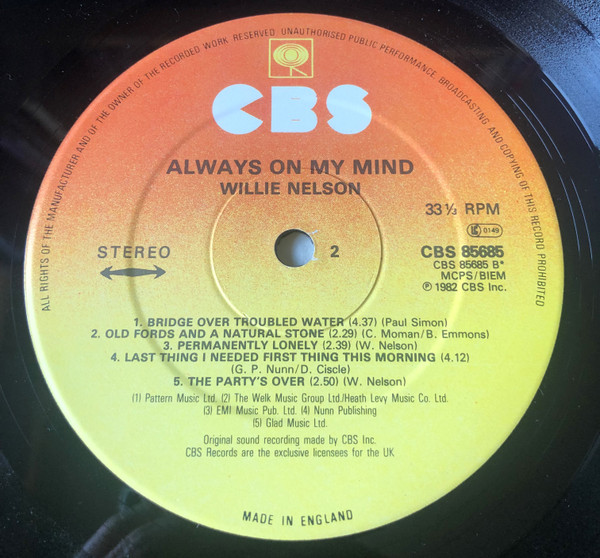 ALL RIGHTS OF THE MANUFACTURER AND OF THE OWNER OF THE RECORDED WORK RESERVED UNAUTHORISED PUBLIC PERFORMANCE BROADCASTING AND COPYING OF THIS RECORD PROHIBITED
CBS
ALWAYS ON MY MIND
WILLIE NELSON
33⅓ RPM
0149
STEREO
2
CBS 85685
CBS 85685 B*
MCPS/BIEM
℗ 1982 CBS Inc.
1. BRIDGE OVER TROUBLED WATER (4.37) (Paul Simon)
2. OLD FORDS AND A NATURAL STONE (2.29) (C. Moman/B. Emmons)
3. PERMANENTLY LONELY (2.39) (W. Nelson)
4. LAST THING I NEEDED FIRST THING THIS MORNING (4.12)
(G. P. Nunn/D. Ciscle)
5. THE PARTY'S OVER (2.50) (W. Nelson)
(1) Pattern Music Ltd. (2) The Welk Music Group Ltd./Heath Levy Music Co. Ltd.
(3) EMI Music Pub. Ltd. (4) Nunn Publishing
(5) Glad Music Ltd.
Original sound recording made by CBS Inc.
CBS Records are the exclusive licensees for the UK
MADE IN ENGLAND